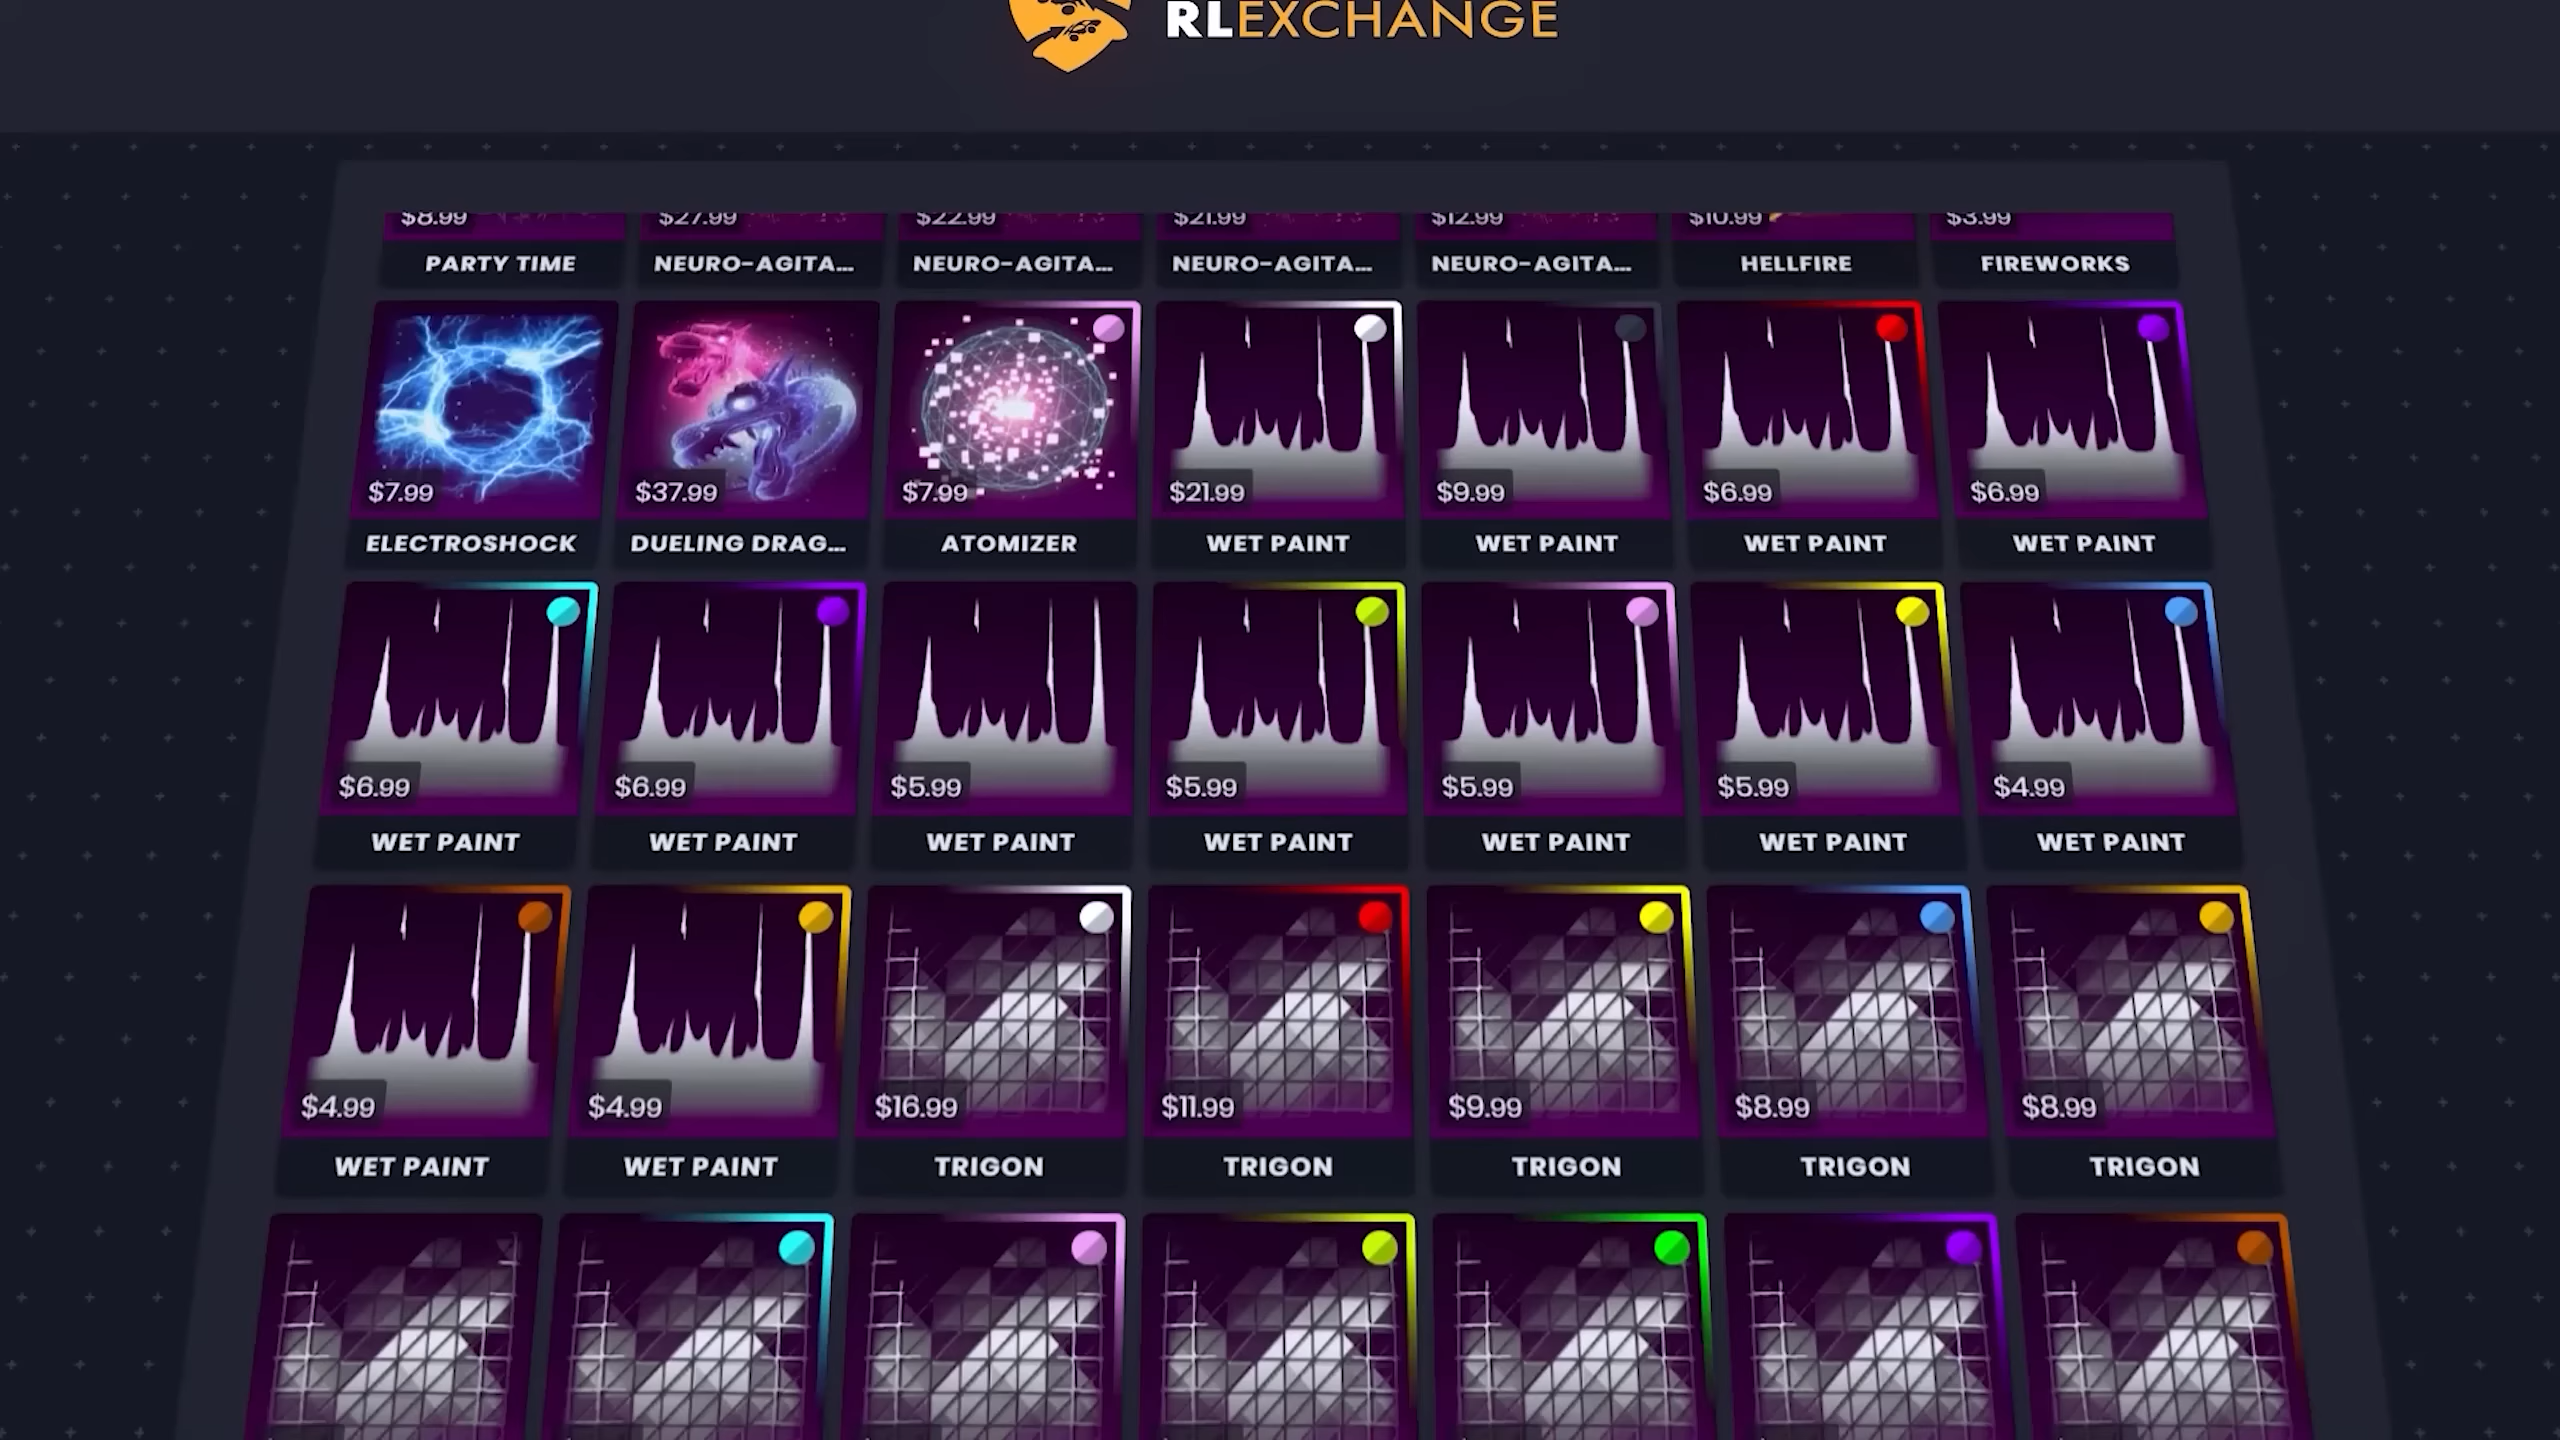 RLEXCHANGE
$8.99 $27.99 $22.99 $21.99 $12.99 $10.99 $3.99
PARTY TIME NEURO-AGITA... NEURO-AGITA... NEURO-AGITA... NEURO-AGITA... HELLFIRE FIREWORKS
$7.99 $37.99 $7.99 $21.99 $9.99 $6.99 $6.99
ELECTROSHOCK DUELING DRAG... ATOMIZER WET PAINT WET PAINT WET PAINT WET PAINT
$6.99 $6.99 $5.99 $5.99 $5.99 $5.99 $4.99
WET PAINT WET PAINT WET PAINT WET PAINT WET PAINT WET PAINT WET PAINT
$4.99 $4.99 $16.99 $11.99 $9.99 $8.99 $8.99
WET PAINT WET PAINT TRIGON TRIGON TRIGON TRIGON TRIGON